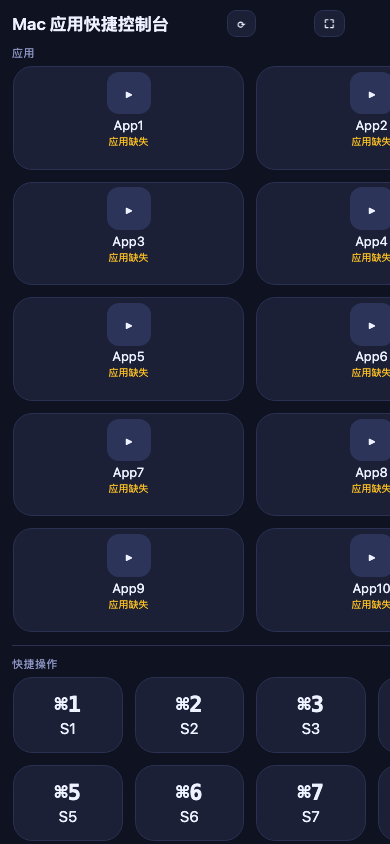 Mac 应用快捷控制台
应用
App1
应用缺失
App2
应用缺失
App3
应用缺失
App4
应用缺失
App5
应用缺失
App6
应用缺失
App7
应用缺失
App8
应用缺失
App9
应用缺失
App10
应用缺失
快捷操作
⌘1
S1
⌘2
S2
⌘3
S3
⌘5
S5
⌘6
S6
⌘7
S7